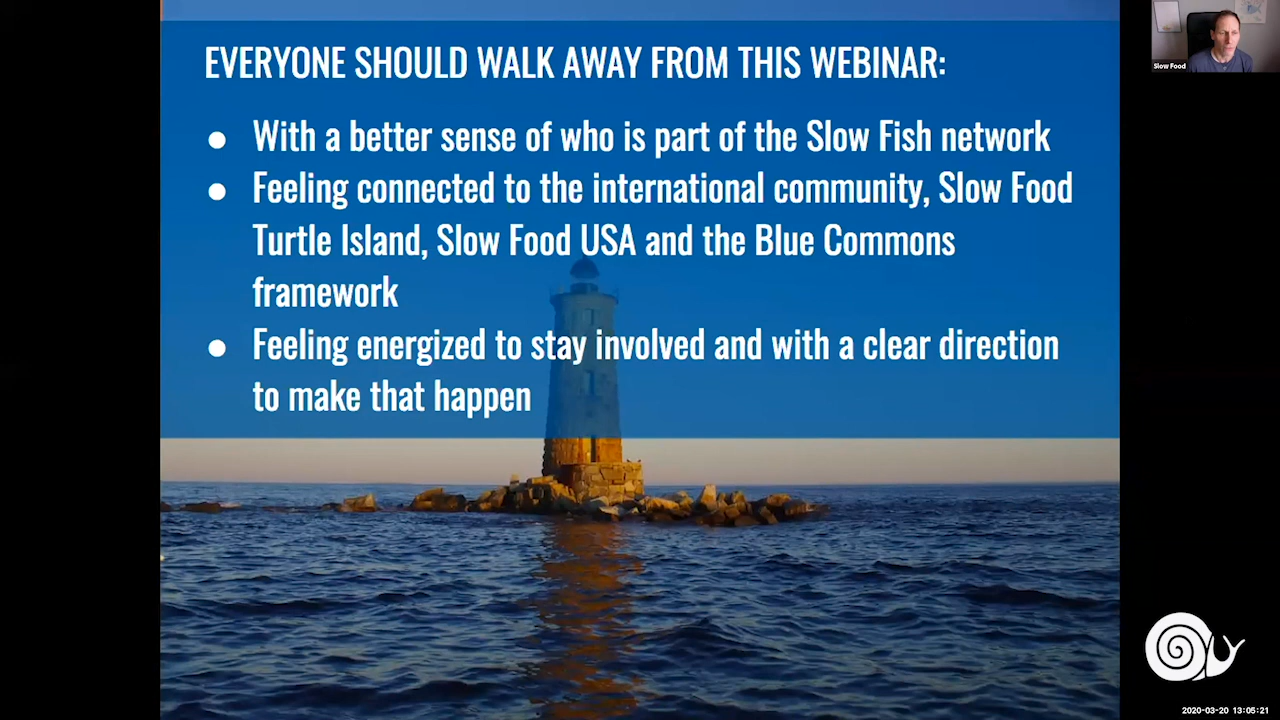 EVERYONE SHOULD WALK AWAY FROM THIS WEBINAR:
● With a better sense of who is part of the Slow Fish network
● Feeling connected to the international community, Slow Food
Turtle Island, Slow Food USA and the Blue Commons
framework
● Feeling energized to stay involved and with a clear direction
to make that happen
Slow Food
2020-03-20 13:05:21